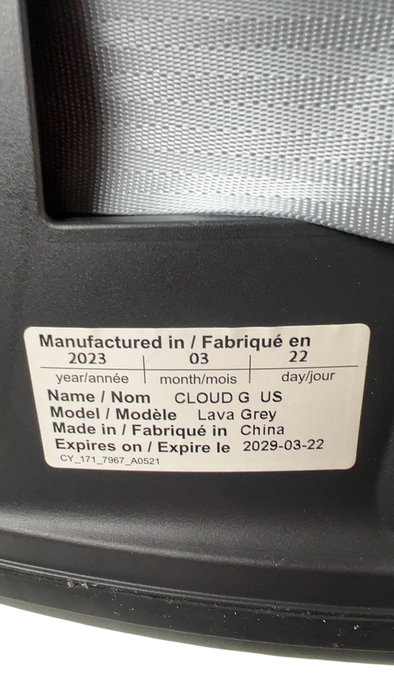 Manufactured in / Fabriqué en
2023 03 22
year/année month/mois day/jour
Name / Nom CLOUD G US
Model / Modèle Lava Grey
Made in / Fabriqué in China
Expires on / Expire le 2029-03-22
CY_171_7967_A0521